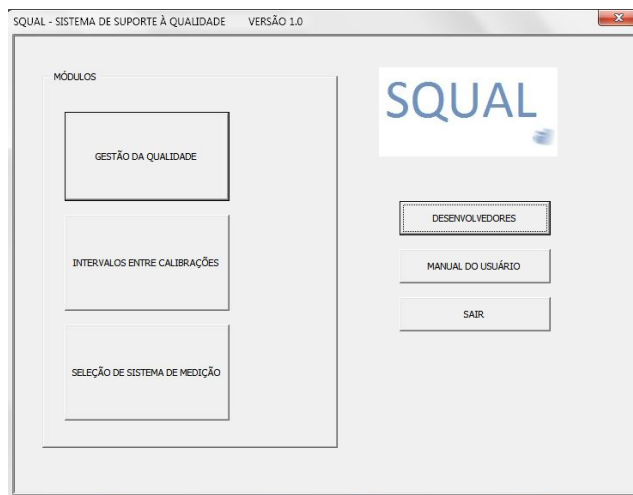 SQUAL - SISTEMA DE SUPORTE À QUALIDADE VERSÃO 1.0
MÓDULOS
GESTÃO DA QUALIDADE
INTERVALOS ENTRE CALIBRAÇÕES
SELEÇÃO DE SISTEMA DE MEDIÇÃO
SQUAL
DESENVOLVEDORES
MANUAL DO USUÁRIO
SAIR